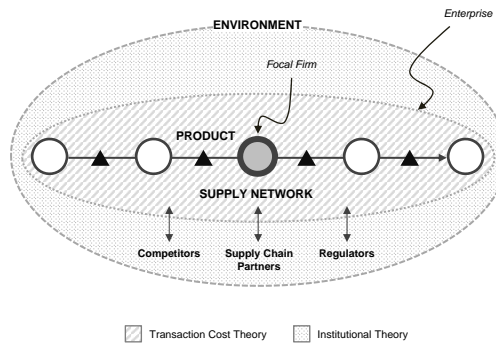 ENVIRONMENT
Enterprise
Focal Firm
PRODUCT
SUPPLY NETWORK
Competitors
Supply Chain
Partners
Regulators
Transaction Cost Theory
Institutional Theory